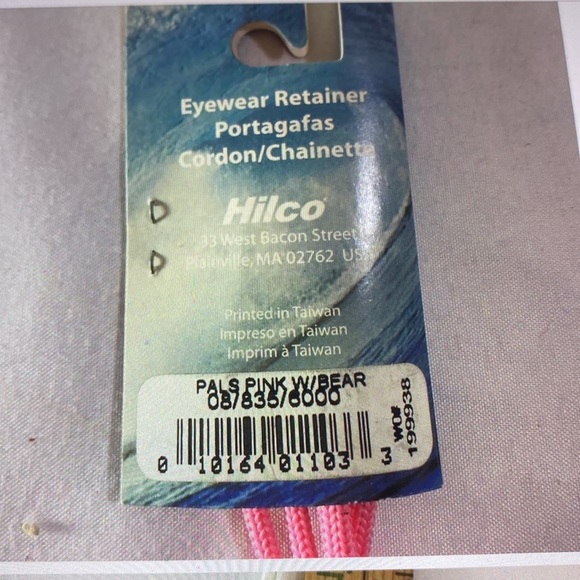 Eyewear Retainer
Portagafas
Cordon/Chainette
Hilco
33 West Bacon Street
Plainville, MA 02762 USA
Printed in Taiwan
Impreso en Taiwan
Imprim à Taiwan
PALS PINK W/BEAR
08/835/6000
0 10164 01103 3
WO#
199938